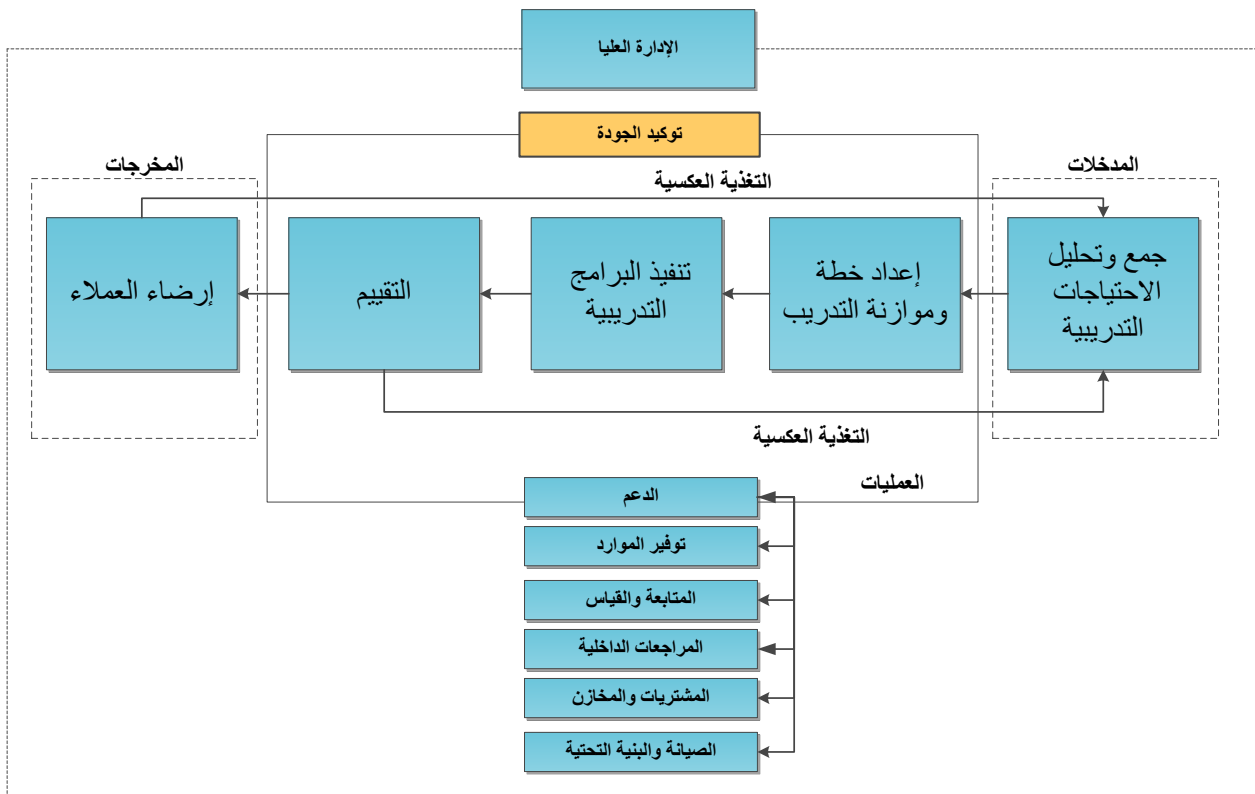 الإدارة العليا
توكيد الجودة
المدخلات
المخرجات
التغذية العكسية
جمع وتحليل
الاحتياجات
التدريبية
إعداد خطة
وموازنة التدريب
تنفيذ البرامج
التدريبية
التقييم
إرضاء العملاء
التغذية العكسية
العمليات
الدعم
توفير الموارد
المتابعة والقياس
المراجعات الداخلية
المشتريات والمخازن
الصيانة والبنية التحتية